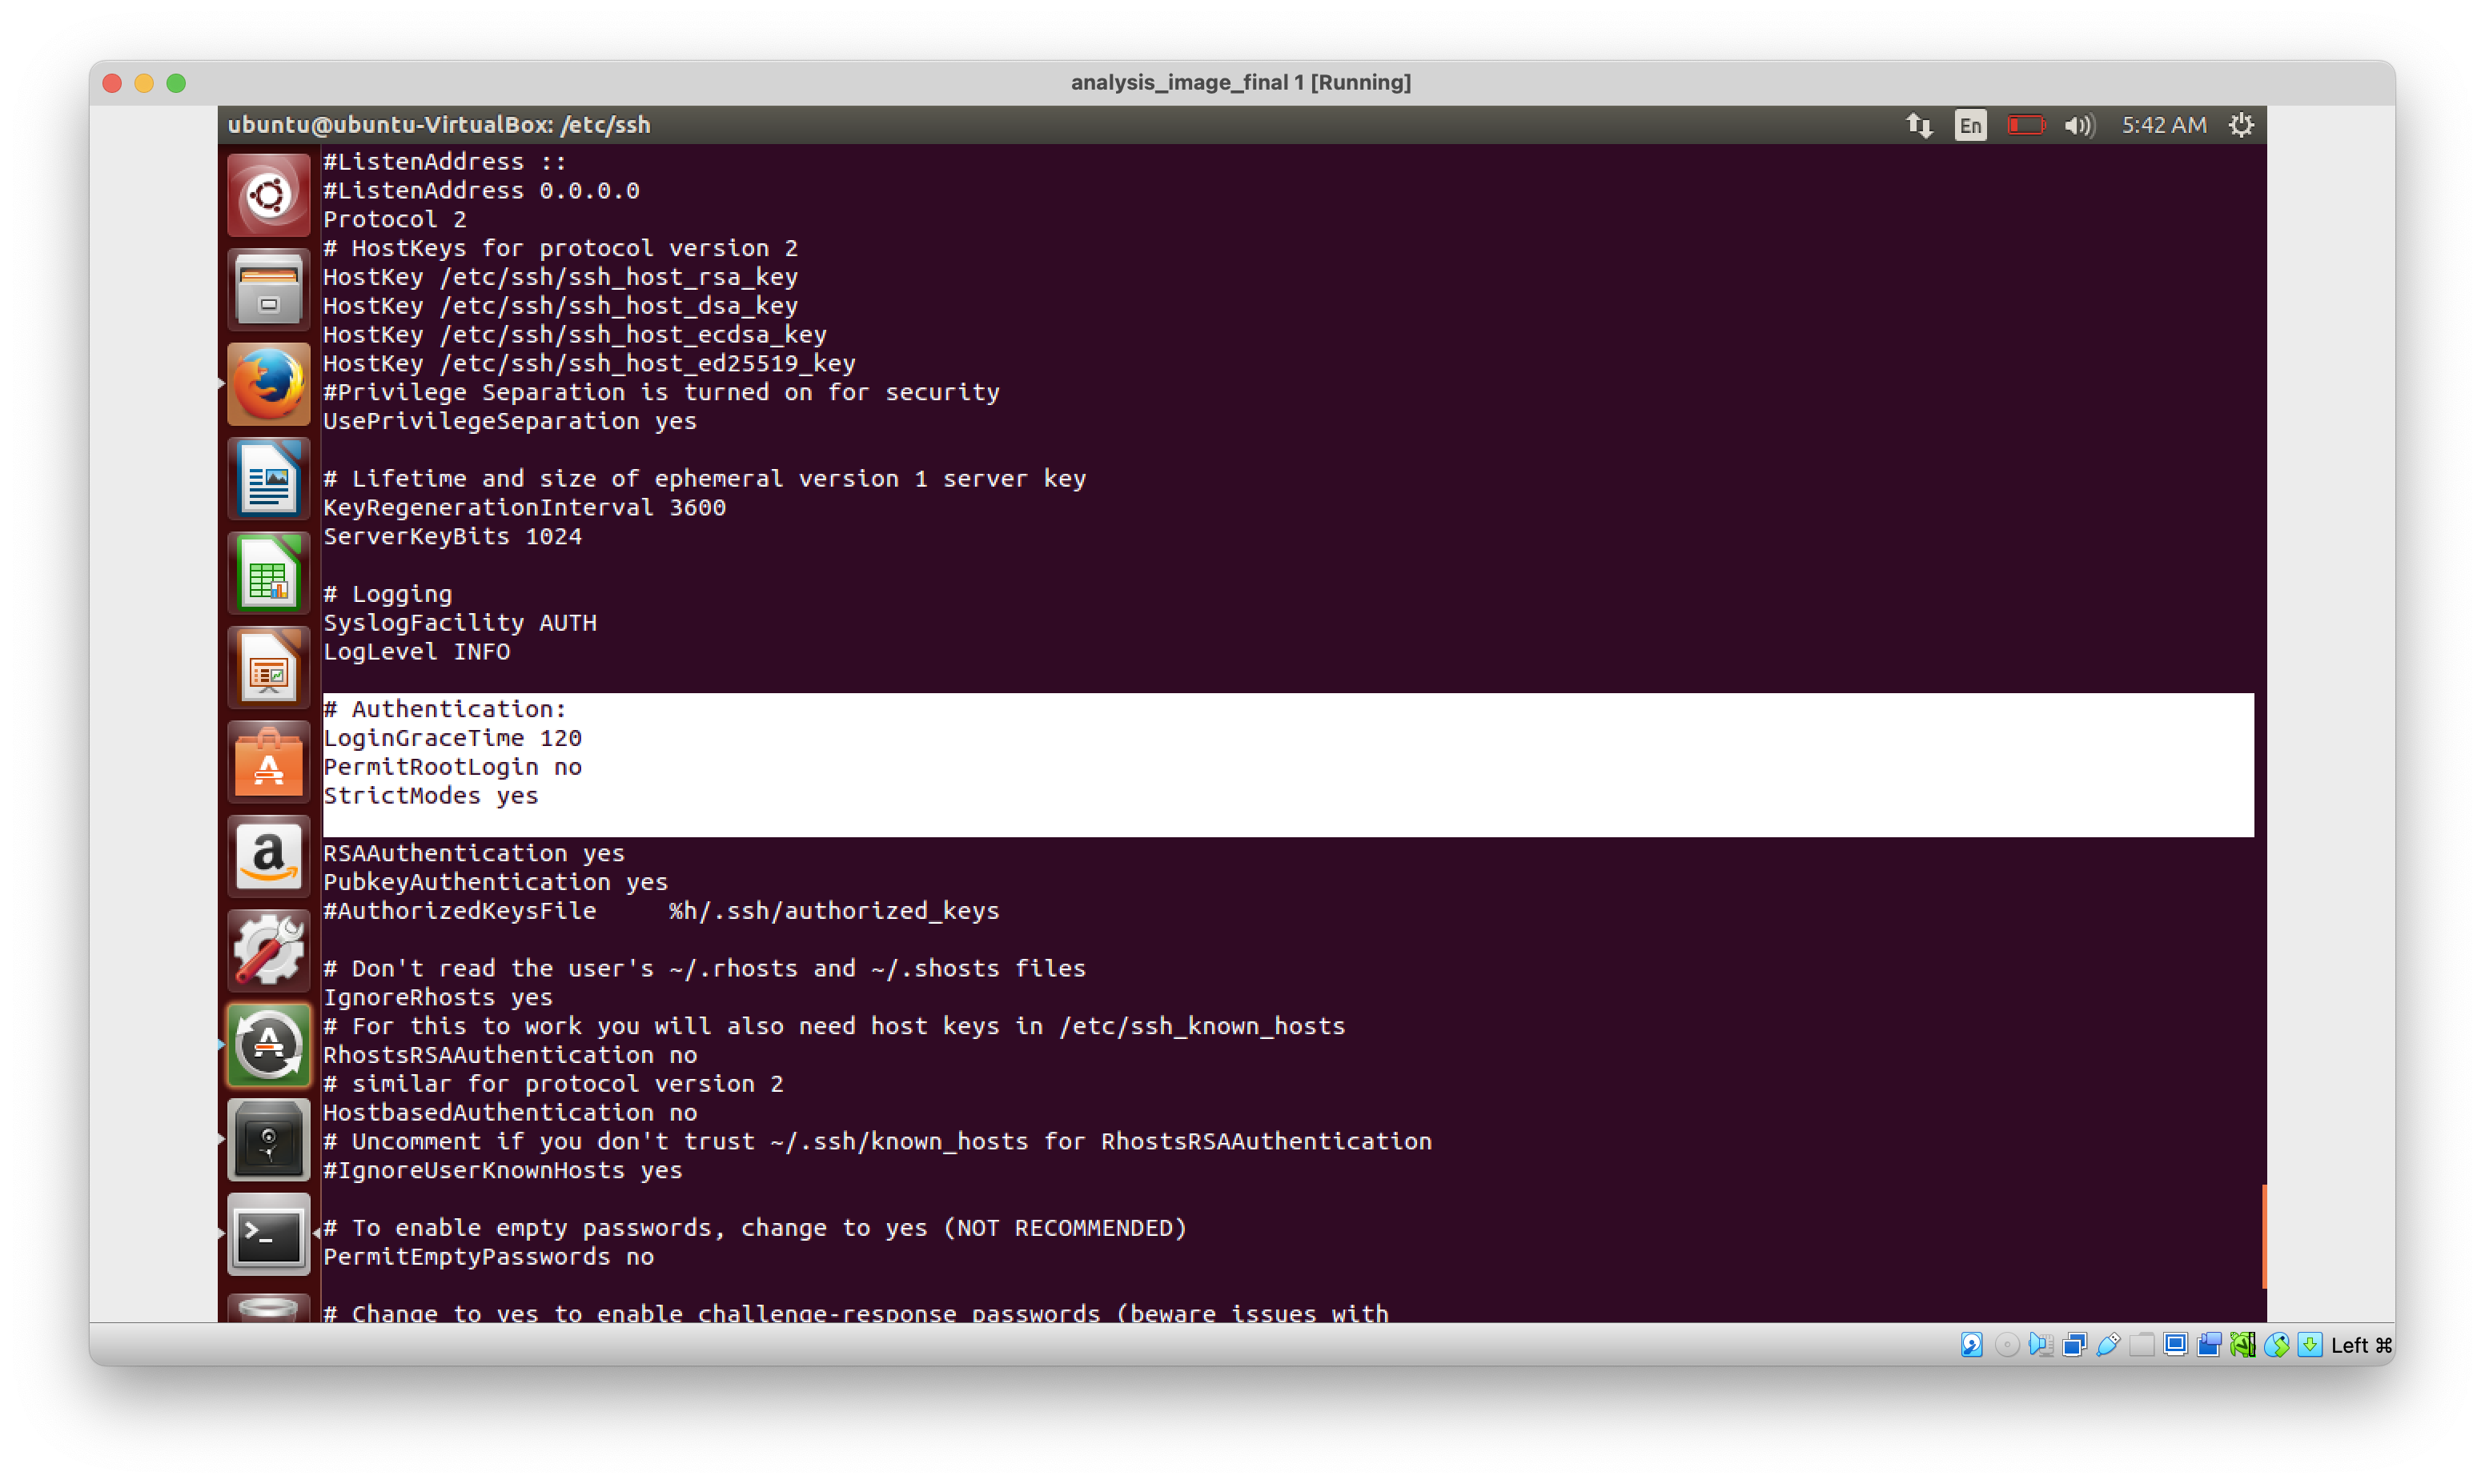 analysis_image_final 1 [Running]
ubuntu@ubuntu-VirtualBox: /etc/ssh
En
5:42 AM
#ListenAddress ::
#ListenAddress 0.0.0.0
Protocol 2
# HostKeys for protocol version 2
HostKey /etc/ssh/ssh_host_rsa_key
HostKey /etc/ssh/ssh_host_dsa_key
HostKey /etc/ssh/ssh_host_ecdsa_key
HostKey /etc/ssh/ssh_host_ed25519_key
#Privilege Separation is turned on for security
UsePrivilegeSeparation yes

# Lifetime and size of ephemeral version 1 server key
KeyRegenerationInterval 3600
ServerKeyBits 1024

# Logging
SyslogFacility AUTH
LogLevel INFO

# Authentication:
LoginGraceTime 120
PermitRootLogin no
StrictModes yes

RSAAuthentication yes
PubkeyAuthentication yes
#AuthorizedKeysFile     %h/.ssh/authorized_keys

# Don't read the user's ~/.rhosts and ~/.shosts files
IgnoreRhosts yes
# For this to work you will also need host keys in /etc/ssh_known_hosts
RhostsRSAAuthentication no
# similar for protocol version 2
HostbasedAuthentication no
# Uncomment if you don't trust ~/.ssh/known_hosts for RhostsRSAAuthentication
#IgnoreUserKnownHosts yes

# To enable empty passwords, change to yes (NOT RECOMMENDED)
PermitEmptyPasswords no

# Change to yes to enable challenge-response passwords (beware issues with
Left ⌘